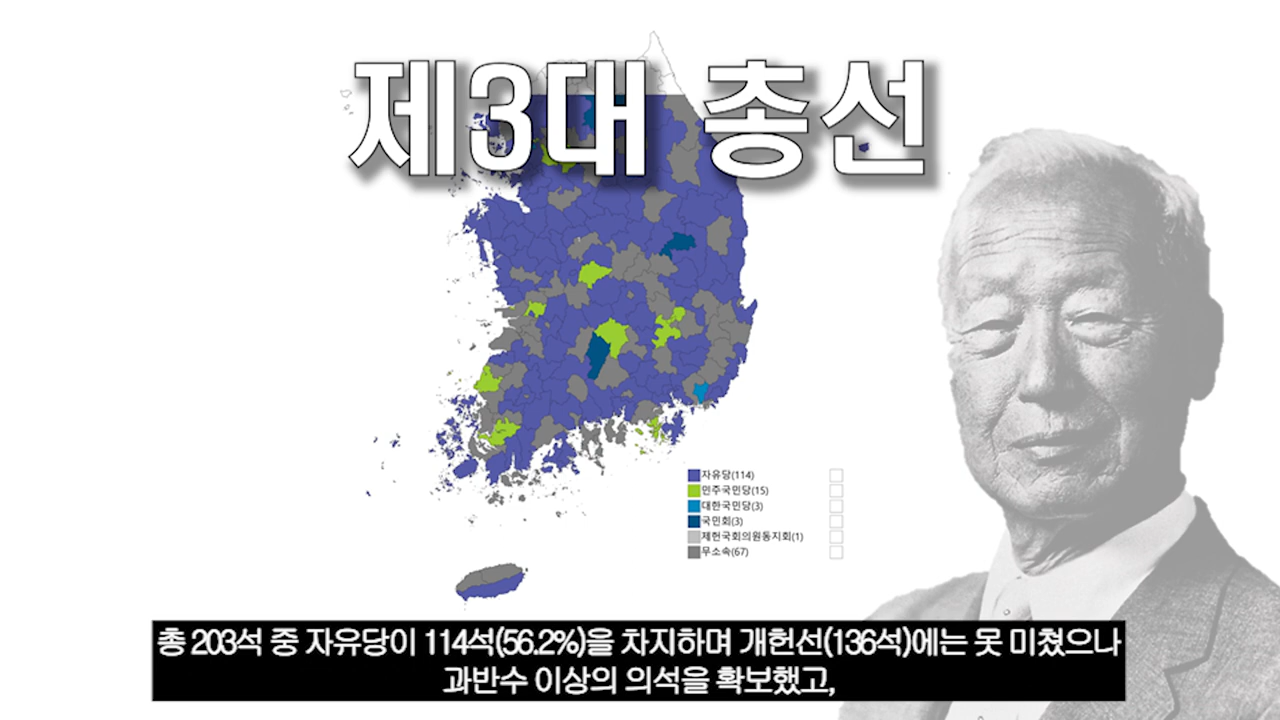 제3대 총선
자유당(114)
민주국민당(15)
대한국민당(3)
국민회(3)
제헌국회의원동지회(1)
무소속(67)
총 203석 중 자유당이 114석(56.2%)을 차지하며 개헌선(136석)에는 못 미쳤으나
과반수 이상의 의석을 확보했고,